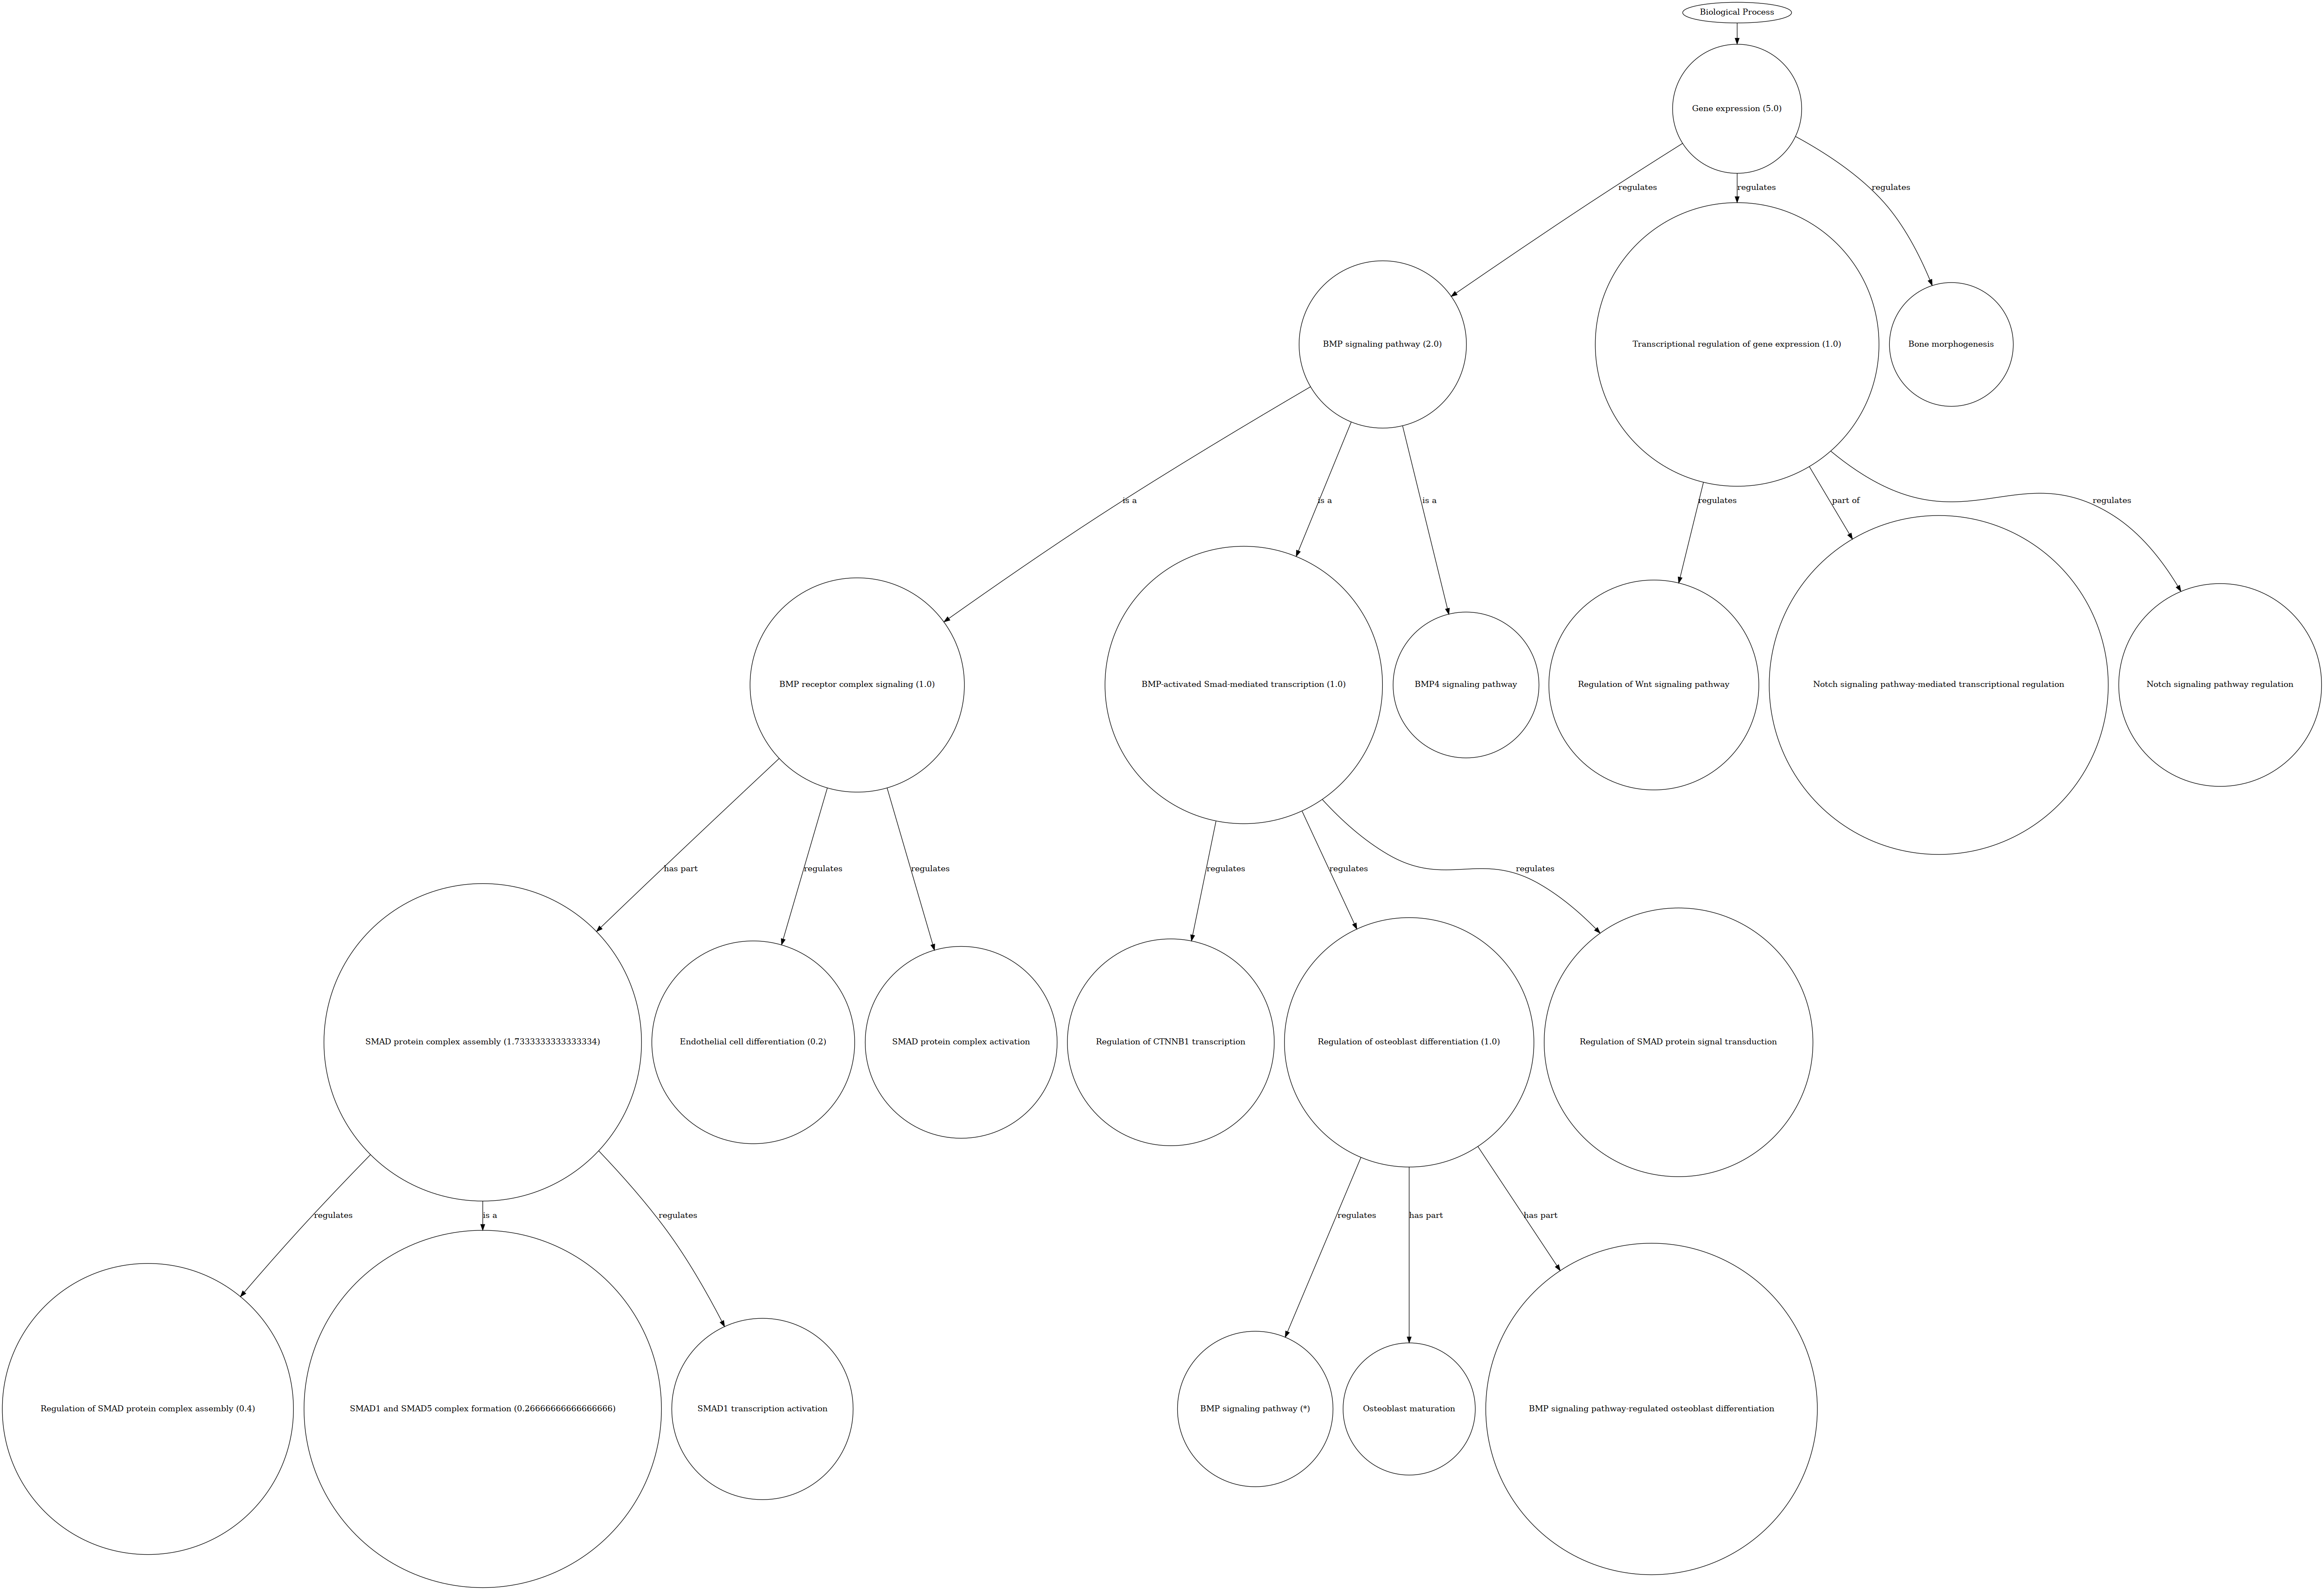 Biological Process
Gene expression (5.0)
regulates
regulates
regulates
BMP signaling pathway (2.0)
Transcriptional regulation of gene expression (1.0)
Bone morphogenesis
is a
is a
is a
regulates
part of
regulates
BMP receptor complex signaling (1.0)
BMP-activated Smad-mediated transcription (1.0)
BMP4 signaling pathway
Regulation of Wnt signaling pathway
Notch signaling pathway-mediated transcriptional regulation
Notch signaling pathway regulation
has part
regulates
regulates
regulates
regulates
regulates
SMAD protein complex assembly (1.7333333333333334)
Endothelial cell differentiation (0.2)
SMAD protein complex activation
Regulation of CTNNB1 transcription
Regulation of osteoblast differentiation (1.0)
Regulation of SMAD protein signal transduction
regulates
is a
regulates
regulates
has part
has part
Regulation of SMAD protein complex assembly (0.4)
SMAD1 and SMAD5 complex formation (0.26666666666666666)
SMAD1 transcription activation
BMP signaling pathway (*)
Osteoblast maturation
BMP signaling pathway-regulated osteoblast differentiation